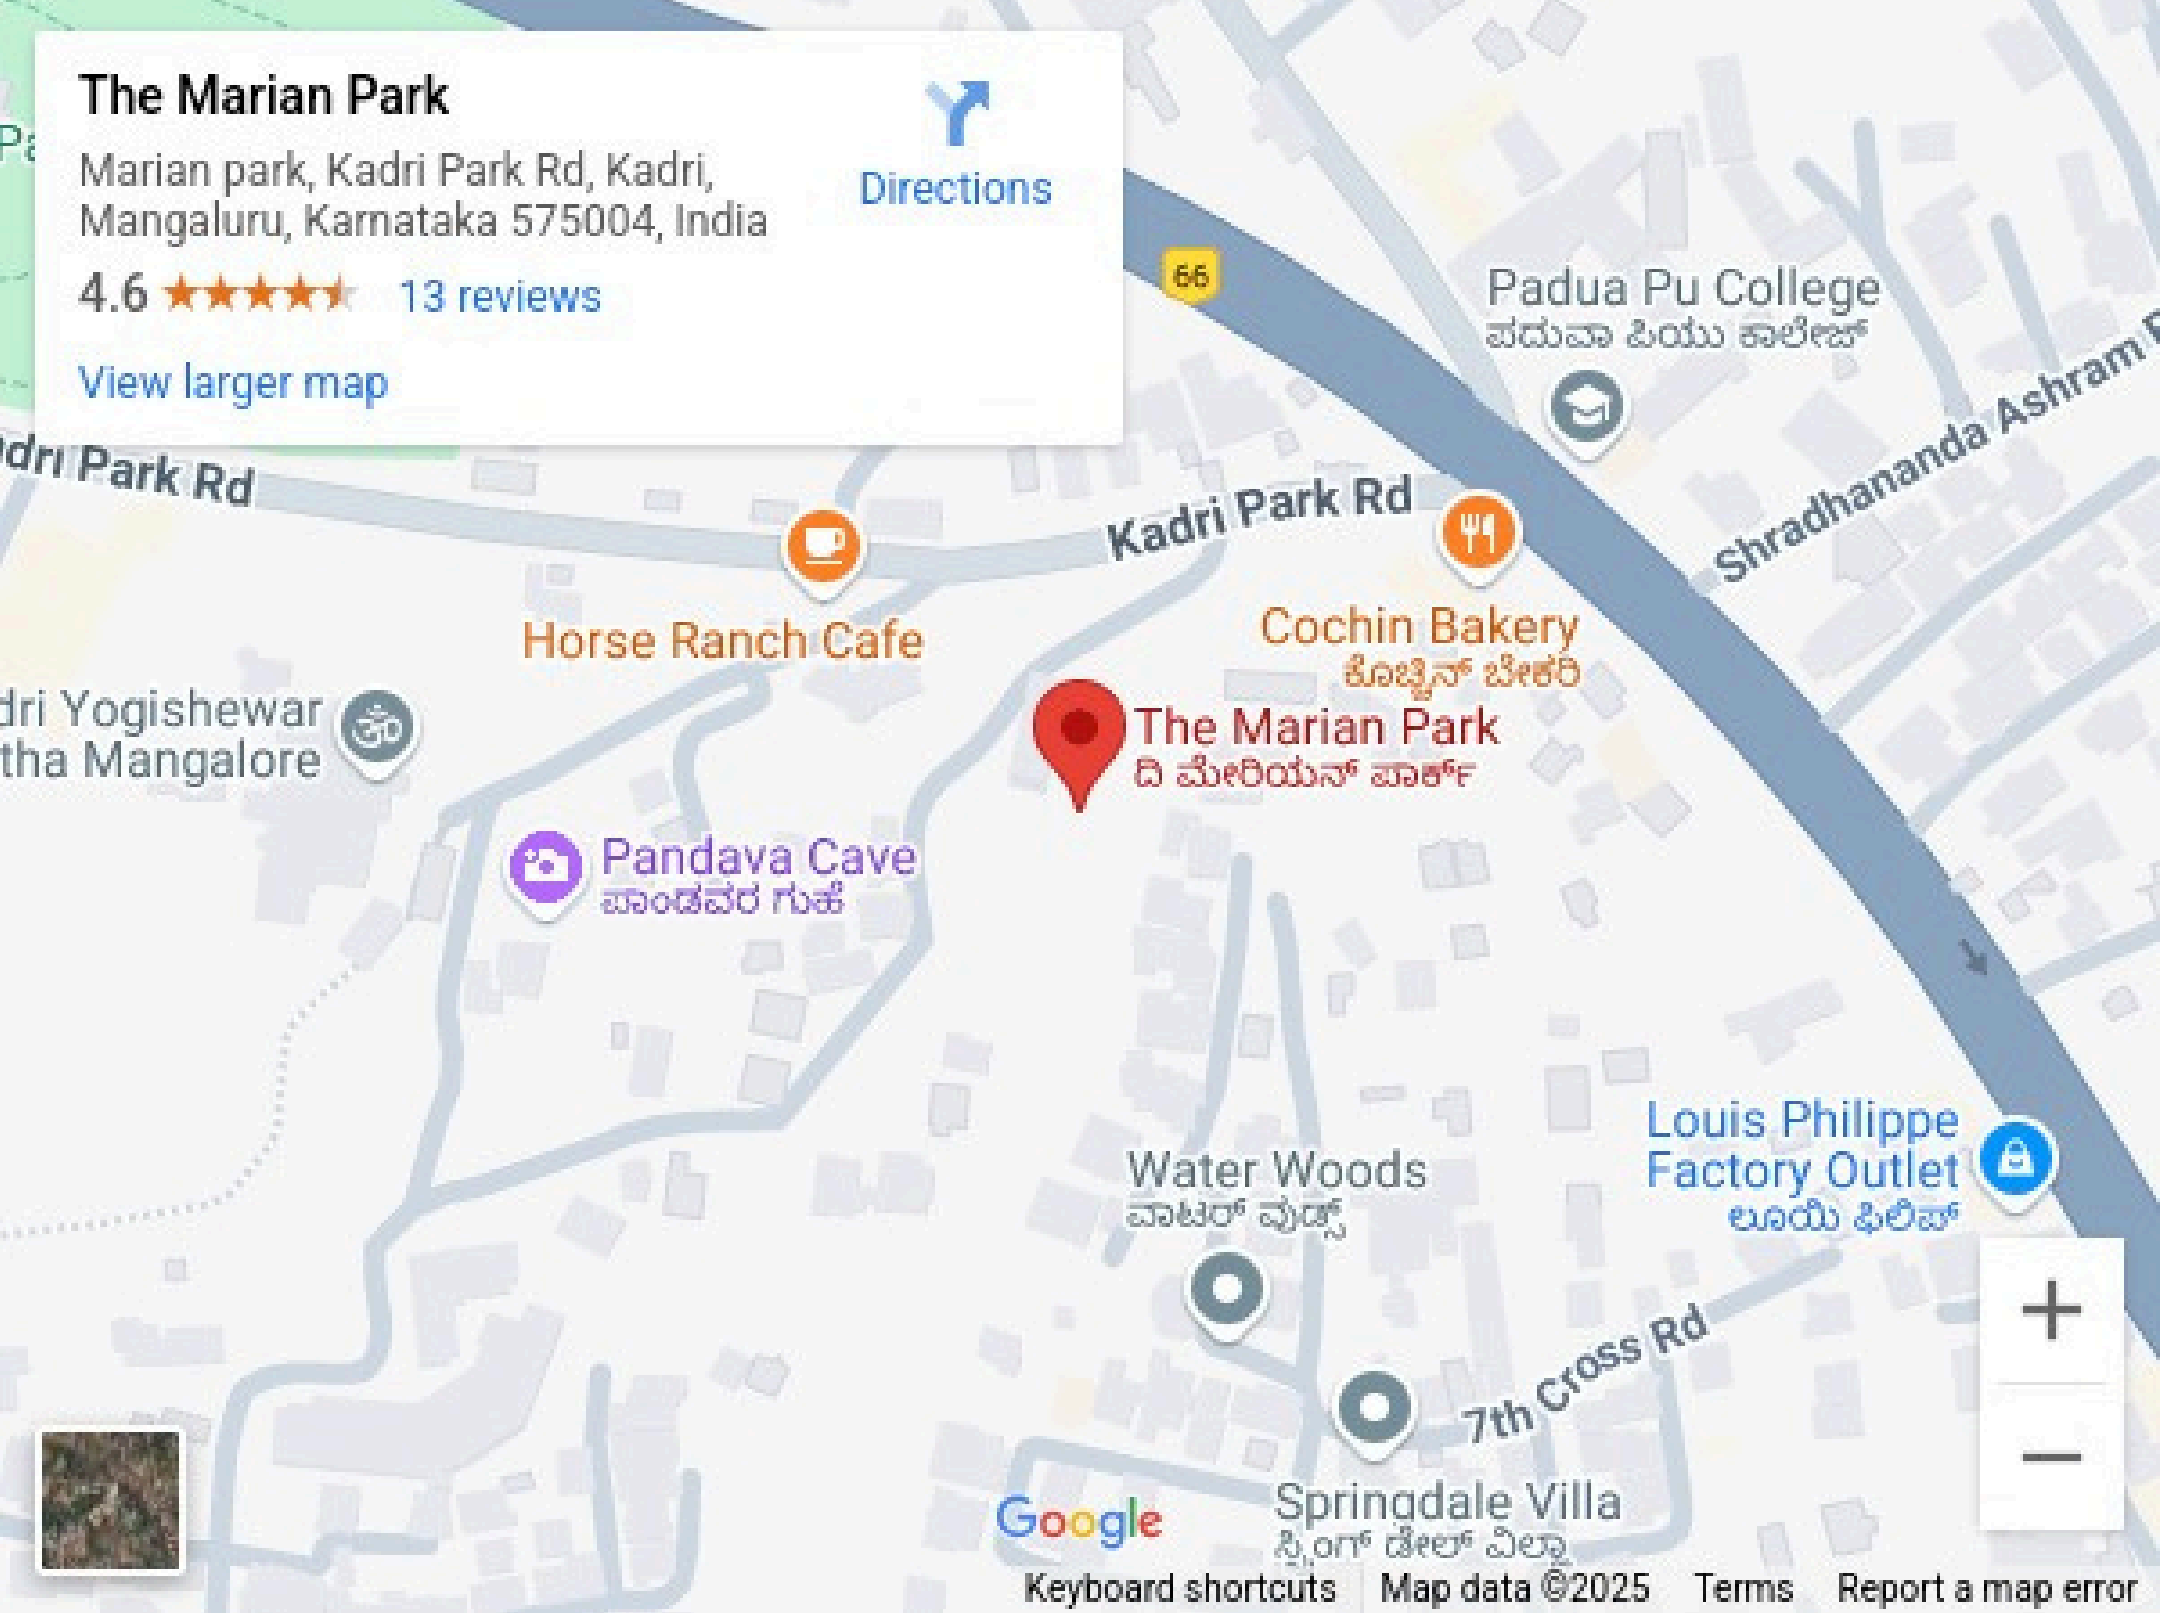 The Marian Park
Marian park, Kadri Park Rd, Kadri,
Mangaluru, Karnataka 575004, India
4.6
13 reviews
View larger map
Directions
66
Padua Pu College
ಪದುವಾ ಪಿಯು ಕಾಲೇಜ್
Shradhananda Ashram
Park Rd
Kadri Park Rd
Horse Ranch Cafe
Cochin Bakery
ಕೊಚ್ಚಿನ್ ಬೇಕರಿ
dri Yogishewar
tha Mangalore
The Marian Park
ದಿ ಮೇರಿಯನ್ ಪಾರ್ಕ್
Pandava Cave
ಪಾಂಡವರ ಗುಹೆ
Louis Philippe
Factory Outlet
ಲೂಯಿ ಫಿಲಿಪ್
Water Woods
ವಾಟರ್ ವುಡ್ಸ್
7th Cross Rd
Springdale Villa
ಸ್ಪ್ರಿಂಗ್ ಡೇಲ್ ವಿಲ್ಲಾ
Google
Keyboard shortcuts
Map data ©2025
Terms
Report a map error